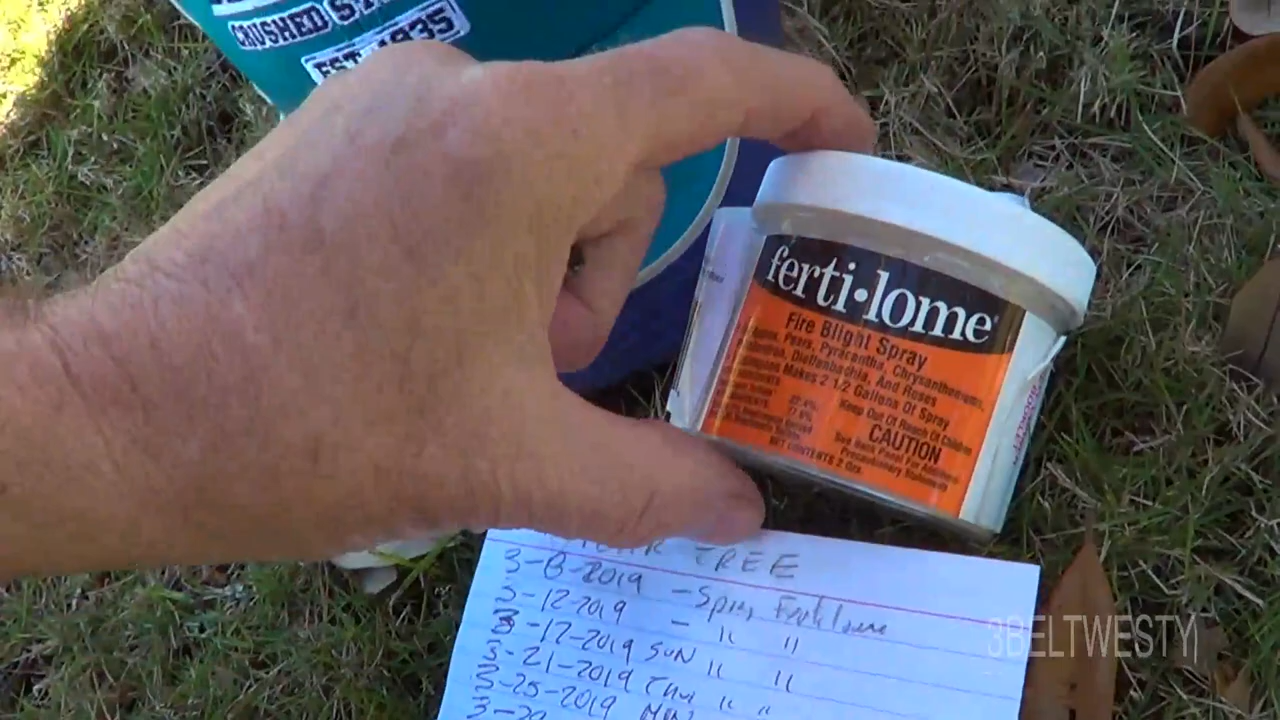 CRUSHED
EST. 1935
ferti•lome
Fire Blight Spray
Pears, Pyracantha, Chrysanthemums,
Dieffenbachia, And Roses
Makes 2 1/2 Gallons Of Spray
Keep Out Of Reach Of Children
CAUTION
See Back Panel For Additional
Precautionary Statements
NET CONTENTS 2 Ozs.
TREE
3-8-2019 - Spray Fertilome
3-12-2019 - " "
3-17-2019 SUN " "
3-21-2019 Thu " "
3-25-2019 MON
3BELTWESTY